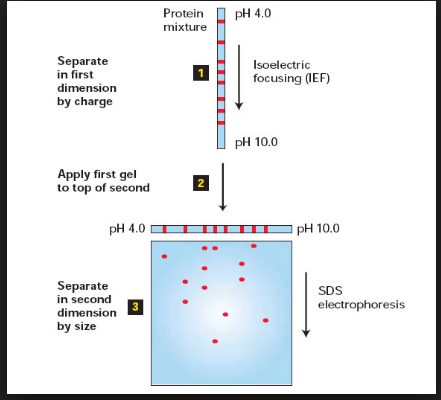 Protein
mixture
pH 4.0
Separate
in first
dimension
by charge
1
Isoelectric
focusing (IEF)
pH 10.0
Apply first gel
to top of second
2
pH 4.0
pH 10.0
Separate
in second
dimension
by size
3
SDS
electrophoresis